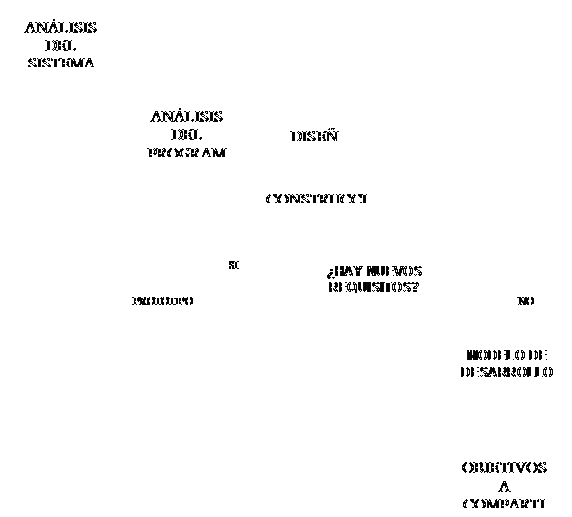 ANÁLISIS
DEL
SISTEMA
ANÁLISIS
DEL
PROGRAM
DISEÑ
CONSTRUCCI
SI
¿HAY NUEVOS
REQUISITOS?
PROTOTIPO
NO
MODELO DE
DESARROLLO
OBJETIVOS
A
COMPARTI